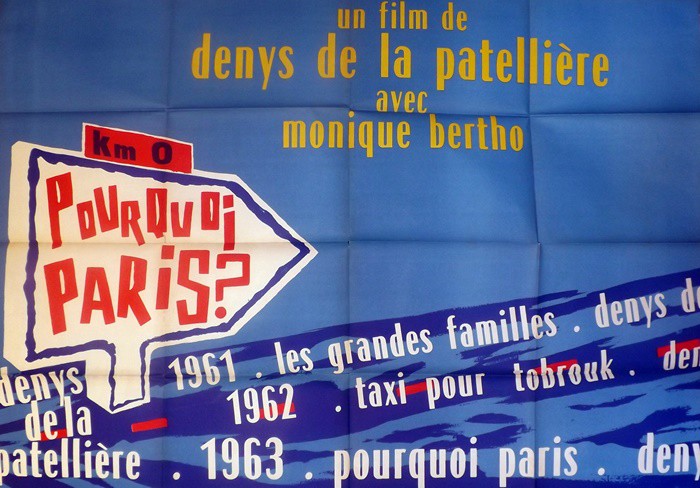 un film de
denys de la patellière
avec
monique bertho
km 0
POURQUOi
PARiS?
1961 . les grandes familles . denys de
denys
de la
patellière . 1962 . taxi pour tobrouk . den
. 1963 . pourquoi paris . deny